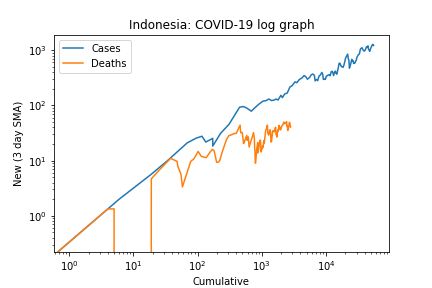 Indonesia: COVID-19 log graph
Cases
Deaths
New (3 day SMA)
10³
10²
10¹
10⁰
10⁰ 10¹ 10² 10³ 10⁴
Cumulative